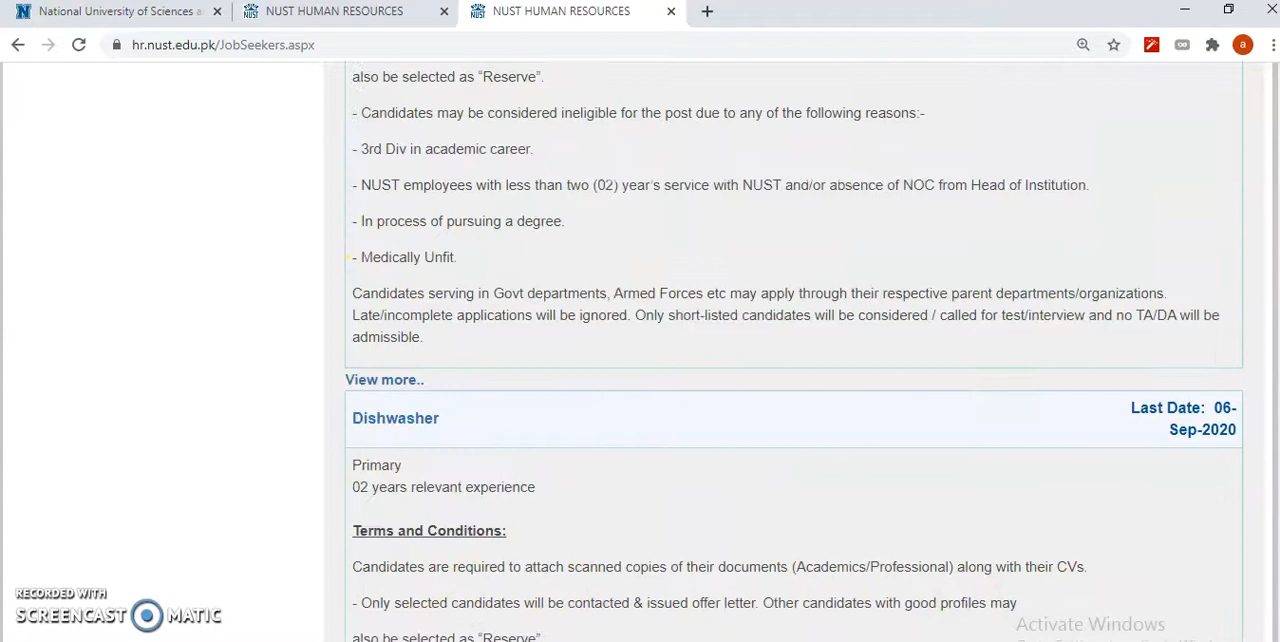 National University of Sciences a
NUST HUMAN RESOURCES
NUST HUMAN RESOURCES
hr.nust.edu.pk/JobSeekers.aspx
a
also be selected as “Reserve”.
- Candidates may be considered ineligible for the post due to any of the following reasons:-
- 3rd Div in academic career.
- NUST employees with less than two (02) year's service with NUST and/or absence of NOC from Head of Institution.
- In process of pursuing a degree.
- Medically Unfit.
Candidates serving in Govt departments, Armed Forces etc may apply through their respective parent departments/organizations.
Late/incomplete applications will be ignored. Only short-listed candidates will be considered / called for test/interview and no TA/DA will be
admissible.
View more..
Dishwasher
Last Date: 06-
Sep-2020
Primary
02 years relevant experience
Terms and Conditions:
Candidates are required to attach scanned copies of their documents (Academics/Professional) along with their CVs.
- Only selected candidates will be contacted & issued offer letter. Other candidates with good profiles may
also be selected as “Reserve”
RECORDED WITH
SCREENCAST MATIC
Activate Windows